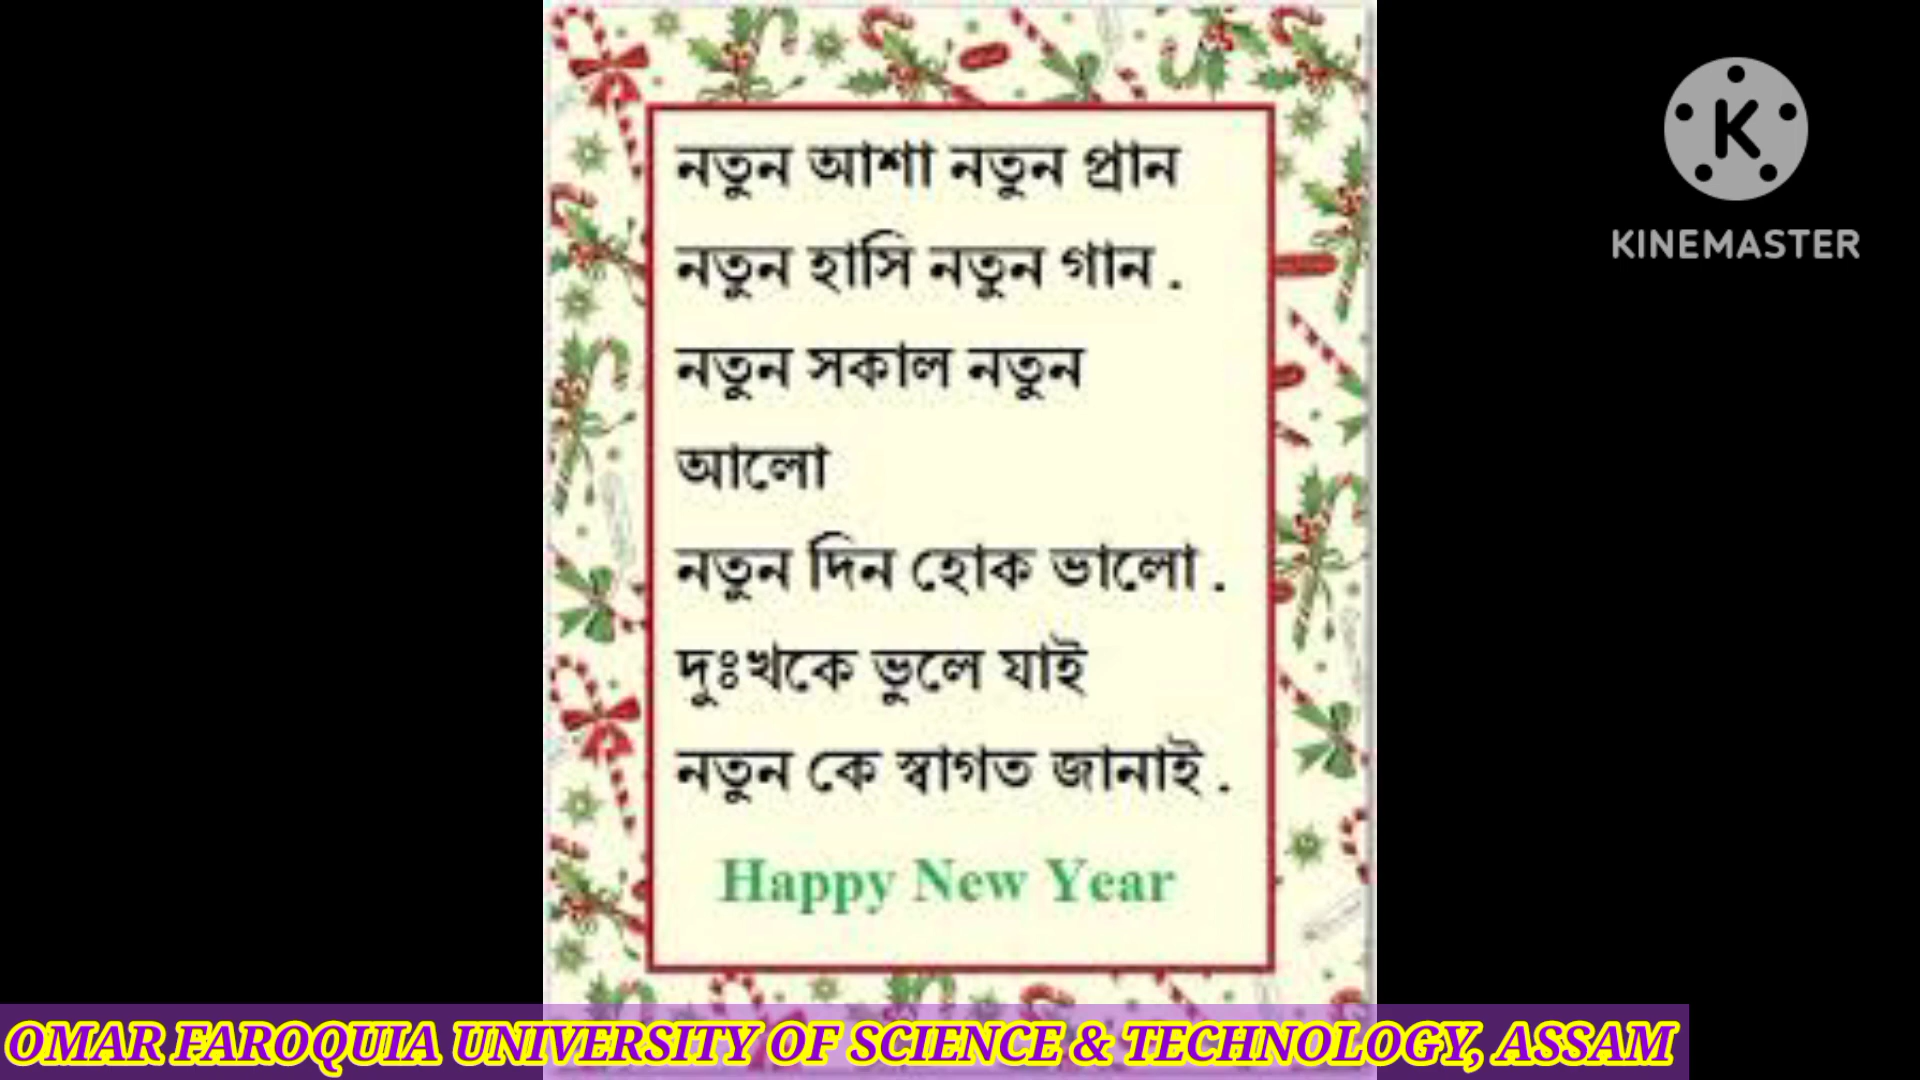 নতুন আশা নতুন প্রান
নতুন হাসি নতুন গান .
নতুন সকাল নতুন
আলো
নতুন দিন হোক ভালো .
দুঃখকে ভুলে যাই
নতুন কে স্বাগত জানাই .
Happy New Year
K
KINEMASTER
OMAR FAROQUIA UNIVERSITY OF SCIENCE & TECHNOLOGY, ASSAM